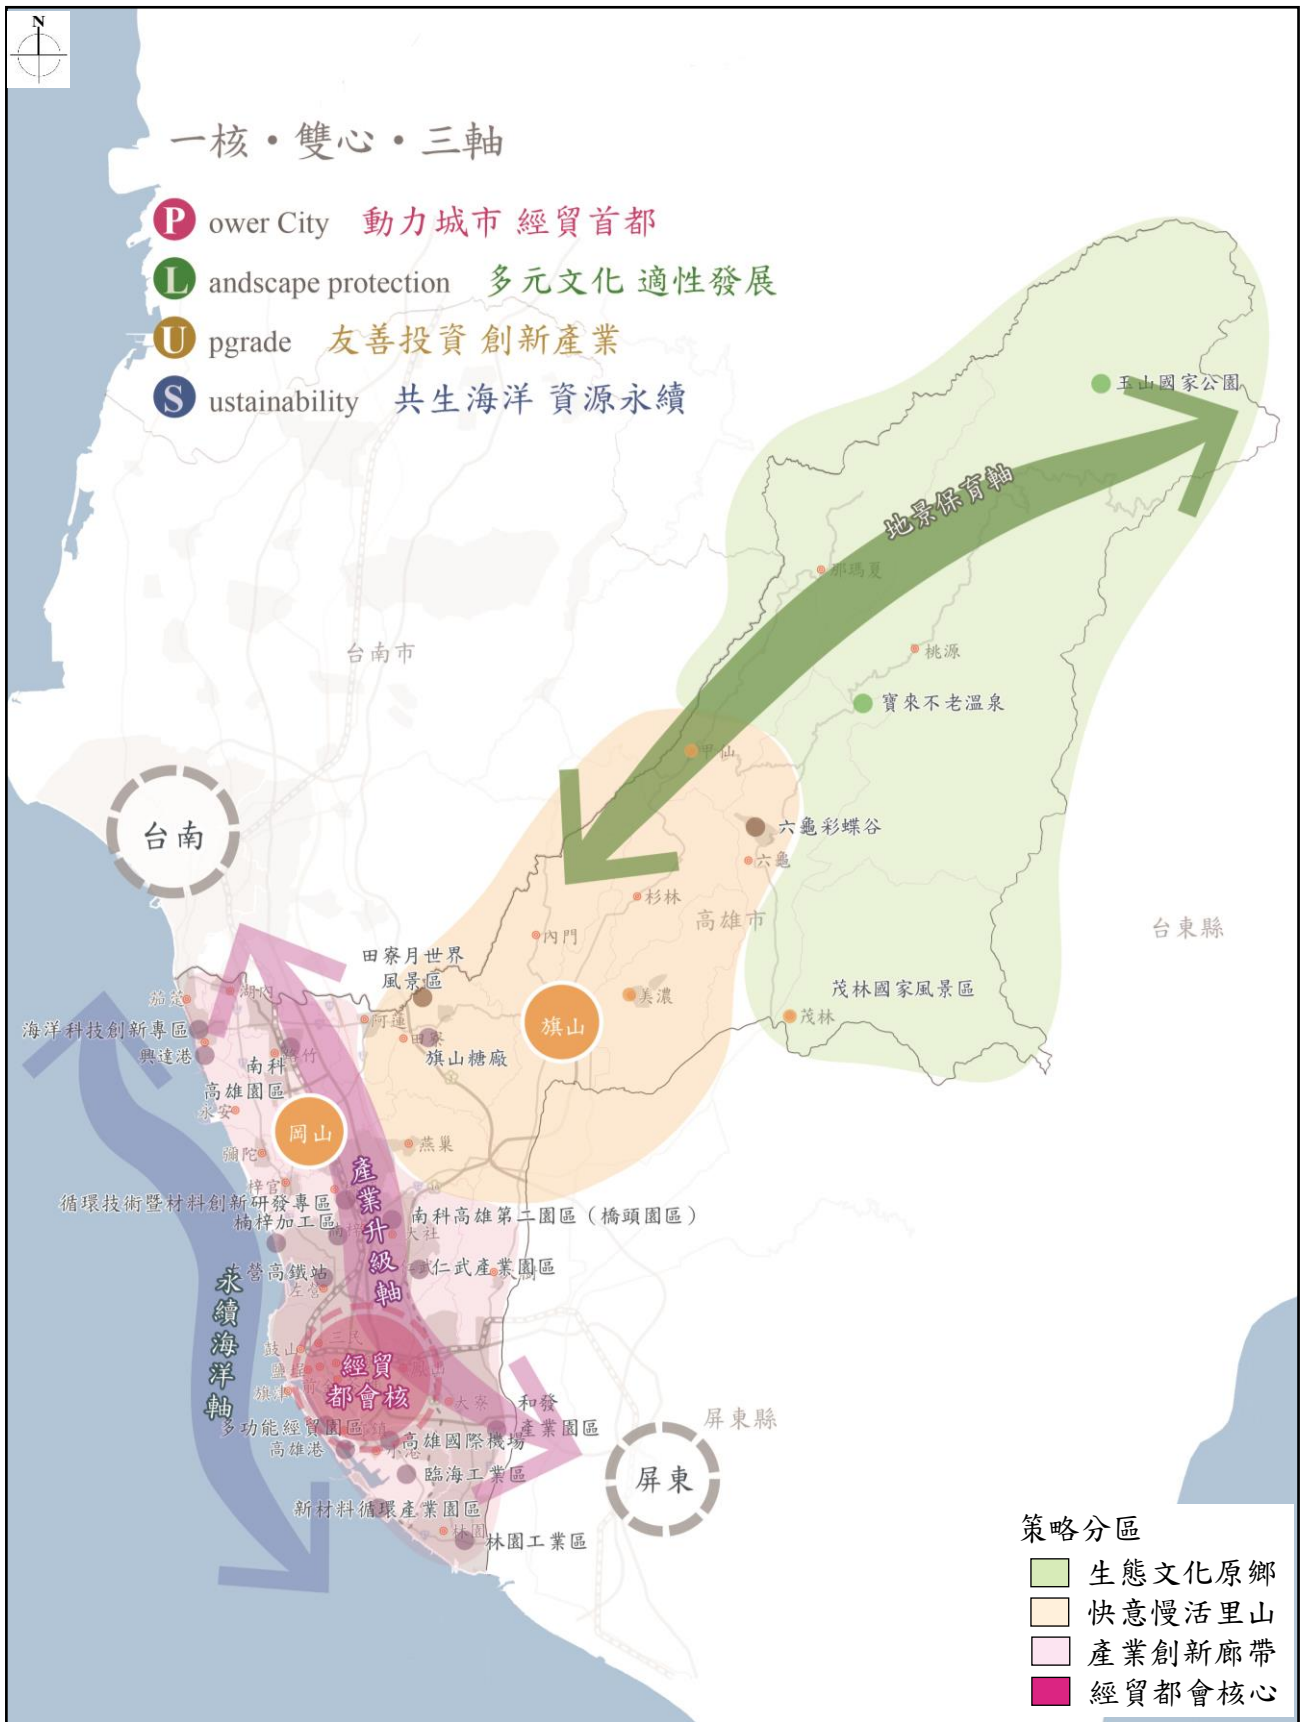 N
一核•雙心•三軸
P ower City 動力城市 經貿首都
L andscape protection 多元文化 適性發展
U pgrade 友善投資 創新產業
S ustainability 共生海洋 資源永續
玉山國家公園
地景保育軸
那瑪夏
桃源
台南市
寶來不老溫泉
甲仙
台南
六龜彩蝶谷
六龜
杉林
高雄市
內門
台東縣
田寮月世界
風景區
茂林國家風景區
湖內
茄萣
美濃
旗山
茂林
阿蓮
海洋科技創新專區
田寮
興達港
路竹
旗山糖廠
南科
高雄園區
永安
岡山
燕巢
彌陀
產業升級軸
梓官
循環技術暨材料創新研發專區
南科高雄第二園區（橋頭園區）
楠梓加工區
大社
仁武產業園區
左營高鐵站
左營
永續海洋軸
三民
鼓山
鹽埕
經貿
都會核
鳳山
旗津
大寮
和發
產業園區
屏東縣
多功能經貿園區
高雄港
高雄國際機場
小港
臨海工業區
屏東
新材料循環產業園區
林園
林園工業區
策略分區
生態文化原鄉
快意慢活里山
產業創新廊帶
經貿都會核心